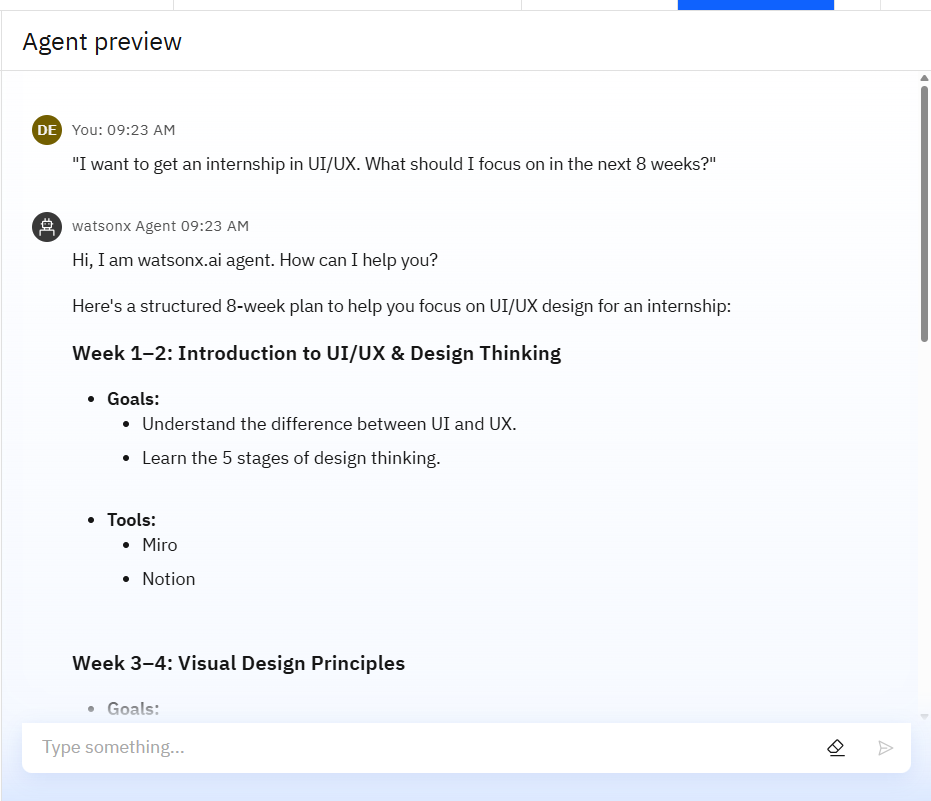 Agent preview
DE
You: 09:23 AM
"I want to get an internship in UI/UX. What should I focus on in the next 8 weeks?"
watsonx Agent 09:23 AM
Hi, I am watsonx.ai agent. How can I help you?
Here's a structured 8-week plan to help you focus on UI/UX design for an internship:
Week 1–2: Introduction to UI/UX & Design Thinking
• Goals:
• Understand the difference between UI and UX.
• Learn the 5 stages of design thinking.
• Tools:
• Miro
• Notion
Week 3–4: Visual Design Principles
• Goals:
Type something...